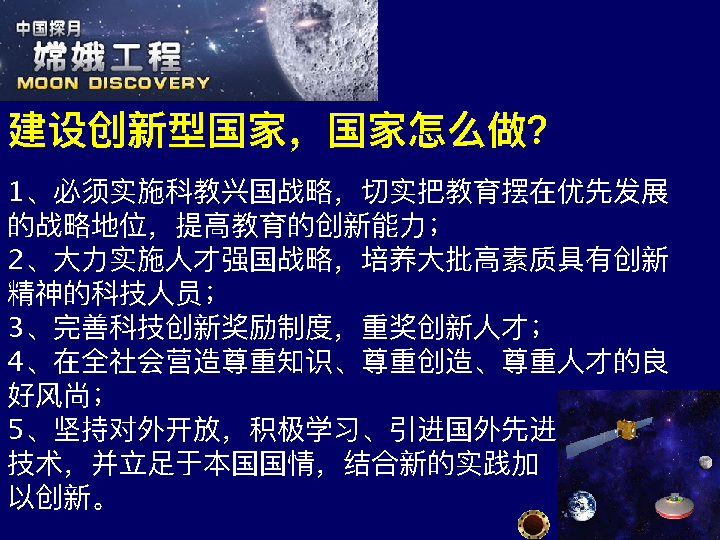 中国探月
嫦娥工程
MOON DISCOVERY
建设创新型国家，国家怎么做?
1、必须实施科教兴国战略，切实把教育摆在优先发展
的战略地位，提高教育的创新能力；
2、大力实施人才强国战略，培养大批高素质具有创新
精神的科技人员；
3、完善科技创新奖励制度，重奖创新人才；
4、在全社会营造尊重知识、尊重创造、尊重人才的良
好风尚；
5、坚持对外开放，积极学习、引进国外先进
技术，并立足于本国国情，结合新的实践加
以创新。